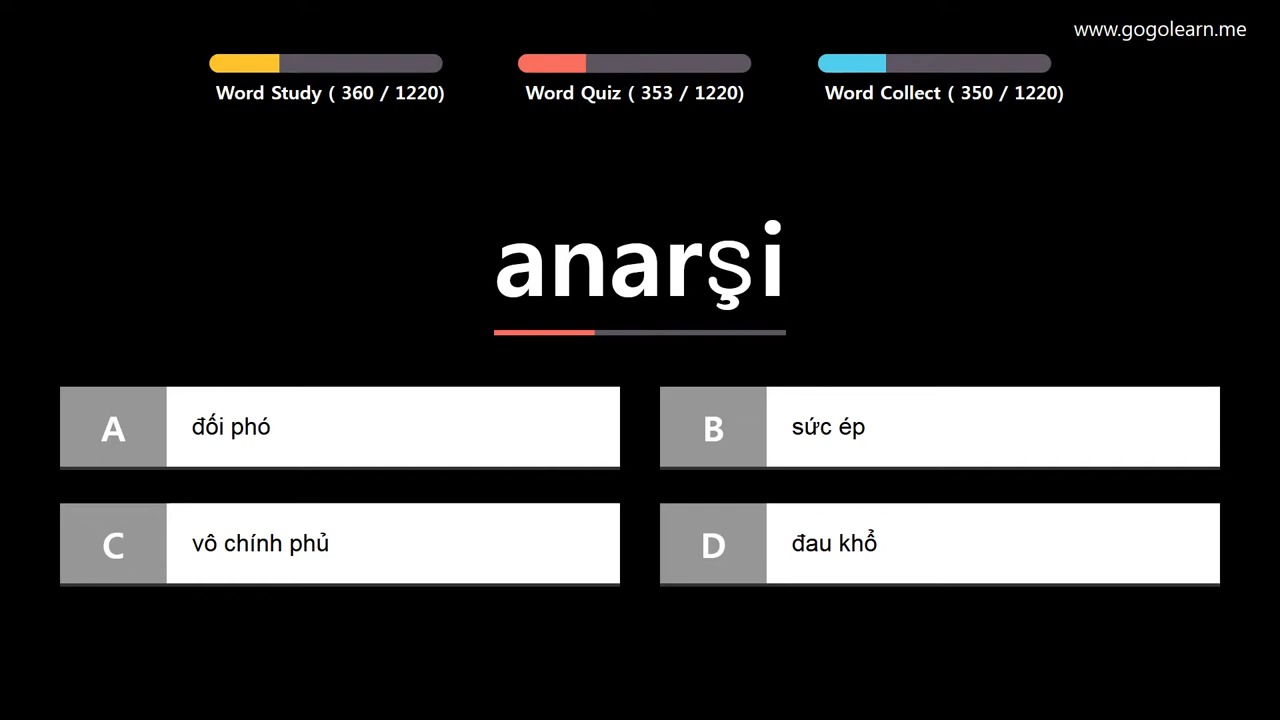 www.gogolearn.me
Word Study ( 360 / 1220)
Word Quiz ( 353 / 1220)
Word Collect ( 350 / 1220)
anarşi
A
đối phó
B
sức ép
C
vô chính phủ
D
đau khổ